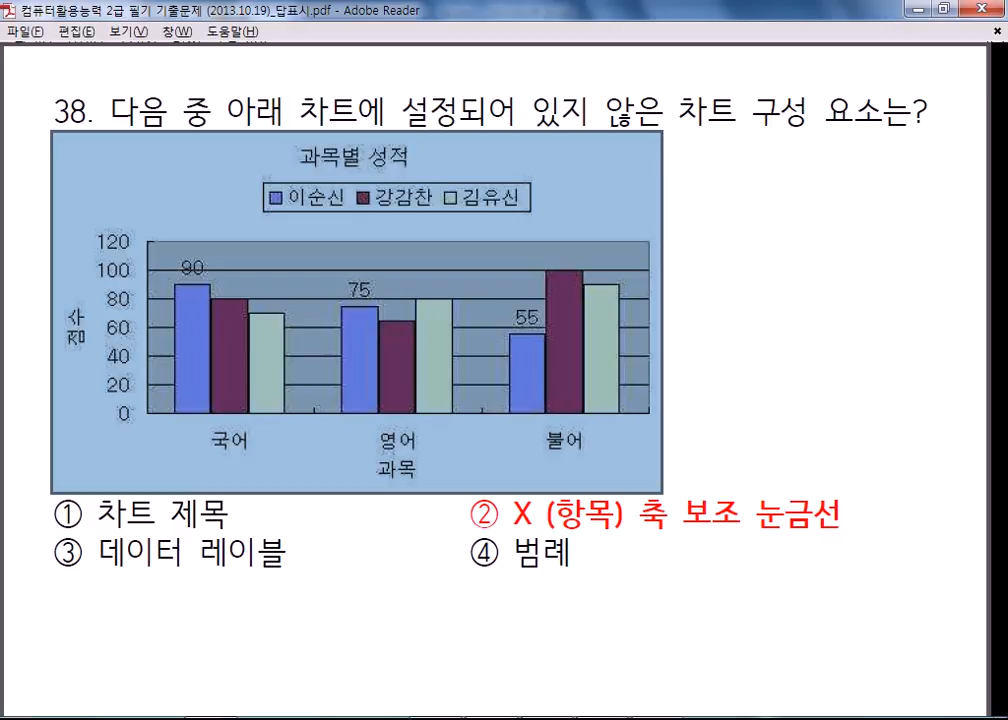 컴퓨터활용능력 2급 필기 기출문제 (2013.10.19)_답표시.pdf - Adobe Reader
파일(F) 편집(E) 보기(V) 창(W) 도움말(H)
38. 다음 중 아래 차트에 설정되어 있지 않은 차트 구성 요소는?
과목별 성적
이순신 강감찬 김유신
점수
120
100
80
60
40
20
0
90
75
55
국어 영어 불어
과목
① 차트 제목 ② X (항목) 축 보조 눈금선
③ 데이터 레이블 ④ 범례